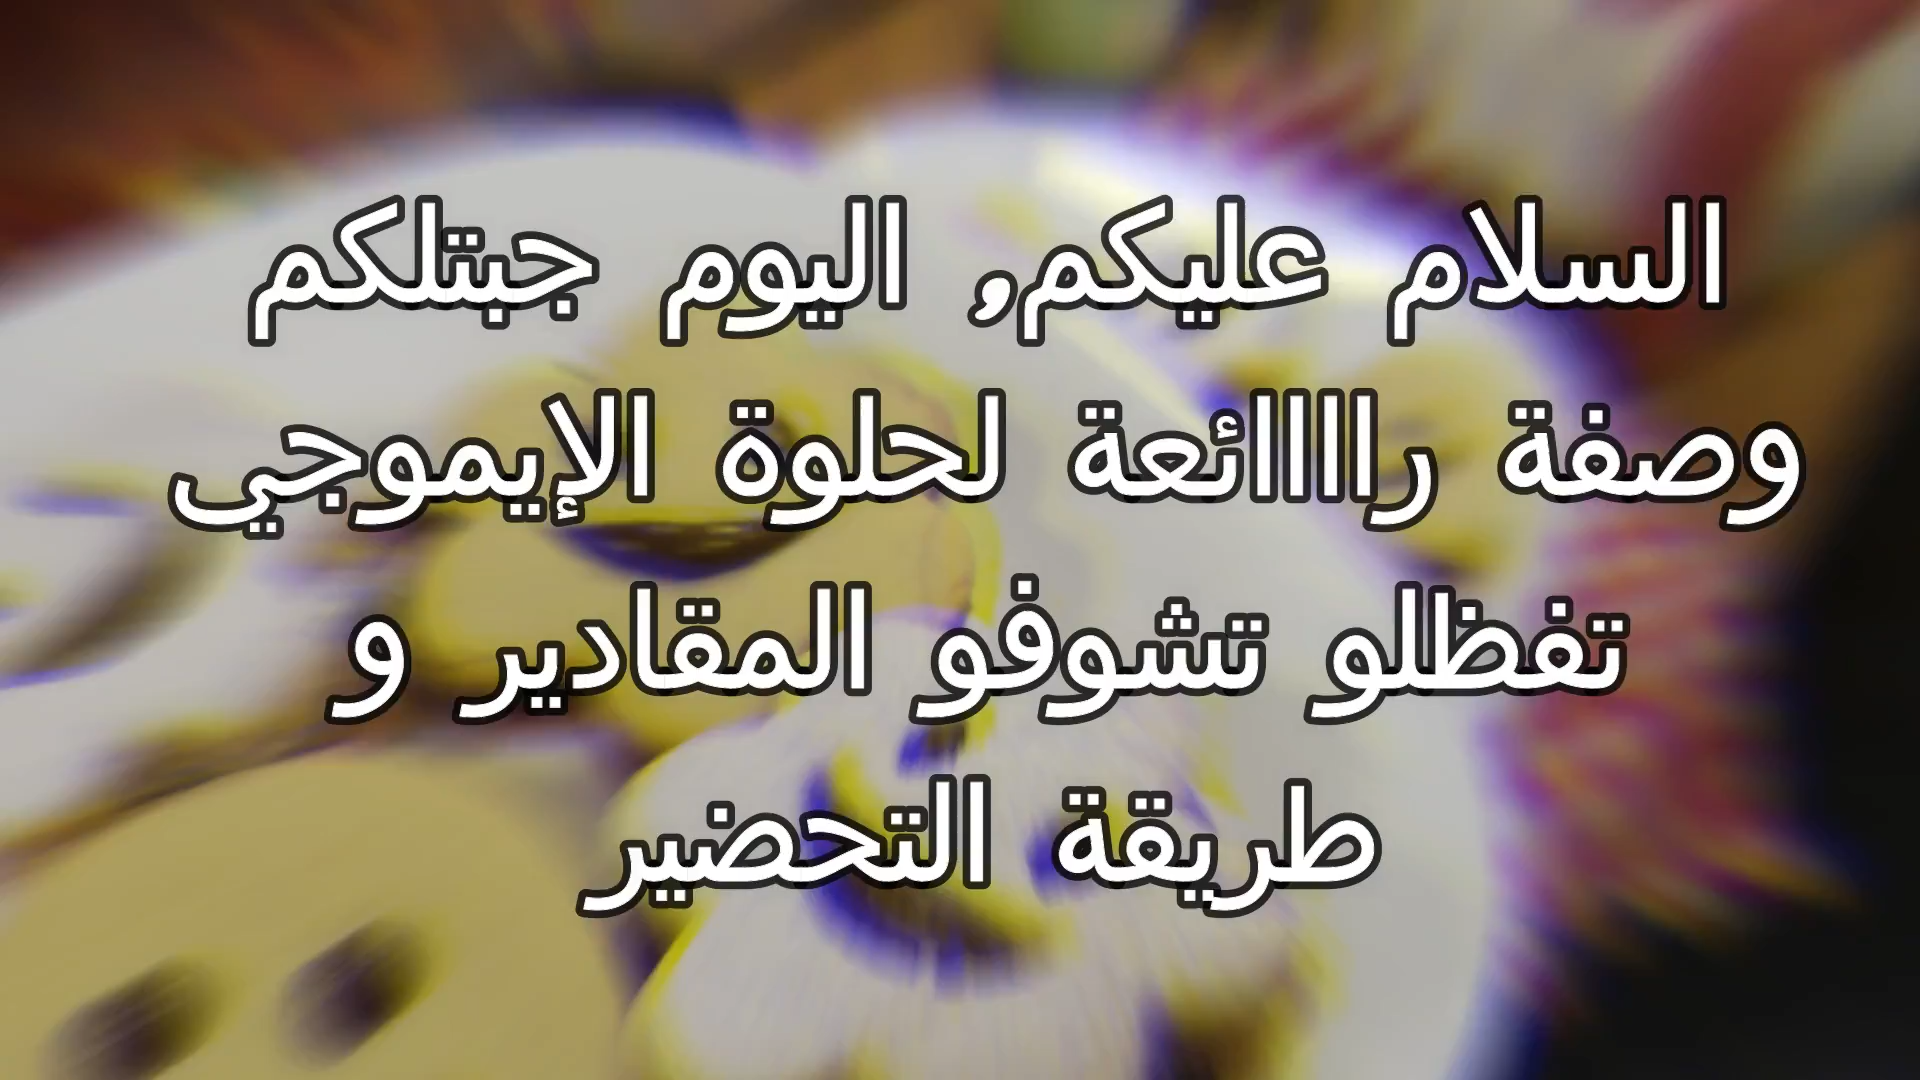 السلام عليكم, اليوم جبتلكم
وصفة راااائعة لحلوة الإيموجي
تفظلو تشوفو المقادير و
طريقة التحضير